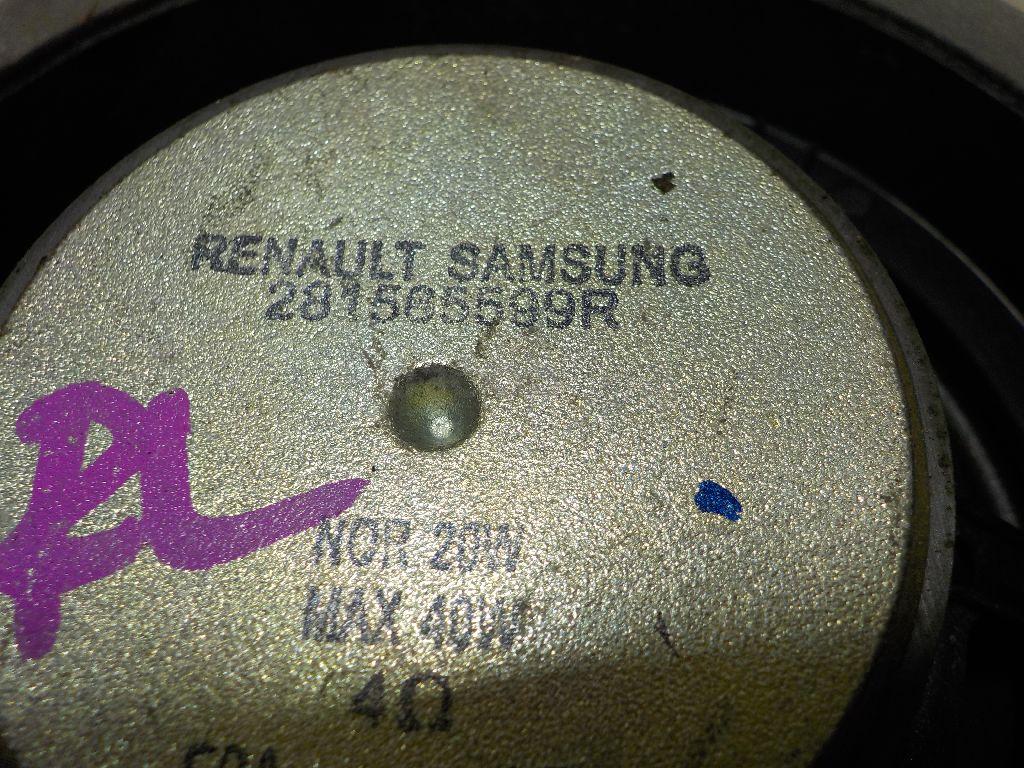 RENAULT SAMSUNG
281565599R
NOR 20W
MAX 40W
4Ω